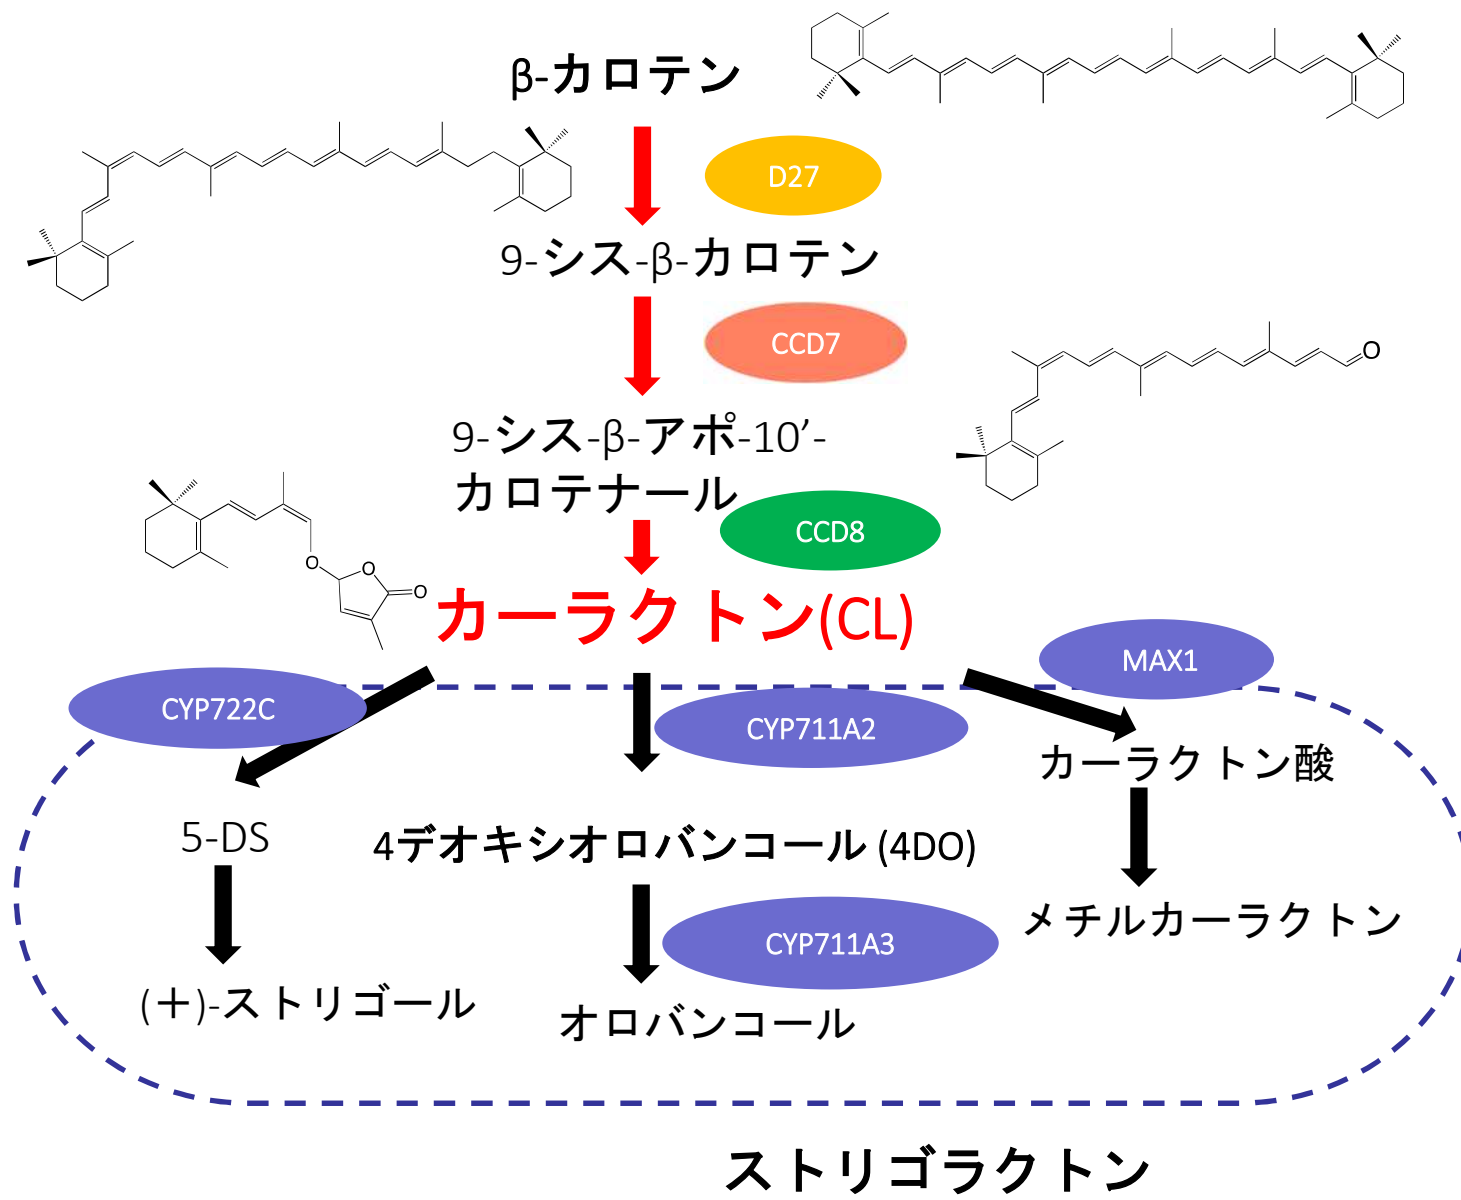 β-カロテン
D27
9-シス-β-カロテン
CCD7
O
9-シス-β-アポ-10’-
カロテナール
CCD8
O
O
O
カーラクトン(CL)
MAX1
CYP722C
CYP711A2
カーラクトン酸
5-DS
4デオキシオロバンコール (4DO)
メチルカーラクトン
CYP711A3
(＋)-ストリゴール
オロバンコール
ストリゴラクトン